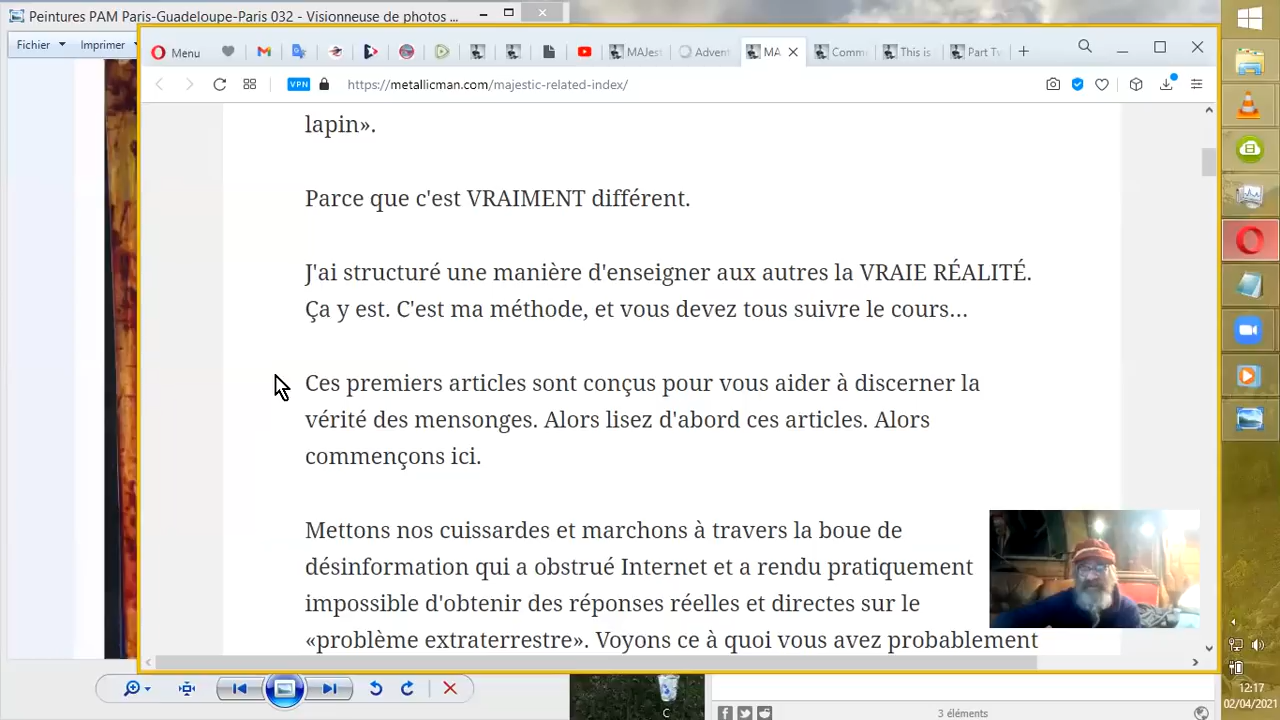 Peintures PAM Paris-Guadeloupe-Paris 032 - Visionneuse de photos ...
Fichier
Imprimer
Menu
MAJest
Advent
MA
Comm
This is
Part Tv
VPN
https://metallicman.com/majestic-related-index/
lapin».
Parce que c'est VRAIMENT différent.
J'ai structuré une manière d'enseigner aux autres la VRAIE RÉALITÉ.
Ça y est. C'est ma méthode, et vous devez tous suivre le cours…
Ces premiers articles sont conçus pour vous aider à discerner la
vérité des mensonges. Alors lisez d'abord ces articles. Alors
commençons ici.
Mettons nos cuissardes et marchons à travers la boue de
désinformation qui a obstrué Internet et a rendu pratiquement
impossible d'obtenir des réponses réelles et directes sur le
«problème extraterrestre». Voyons ce à quoi vous avez probablement
C
3 éléments
12:17
02/04/2021